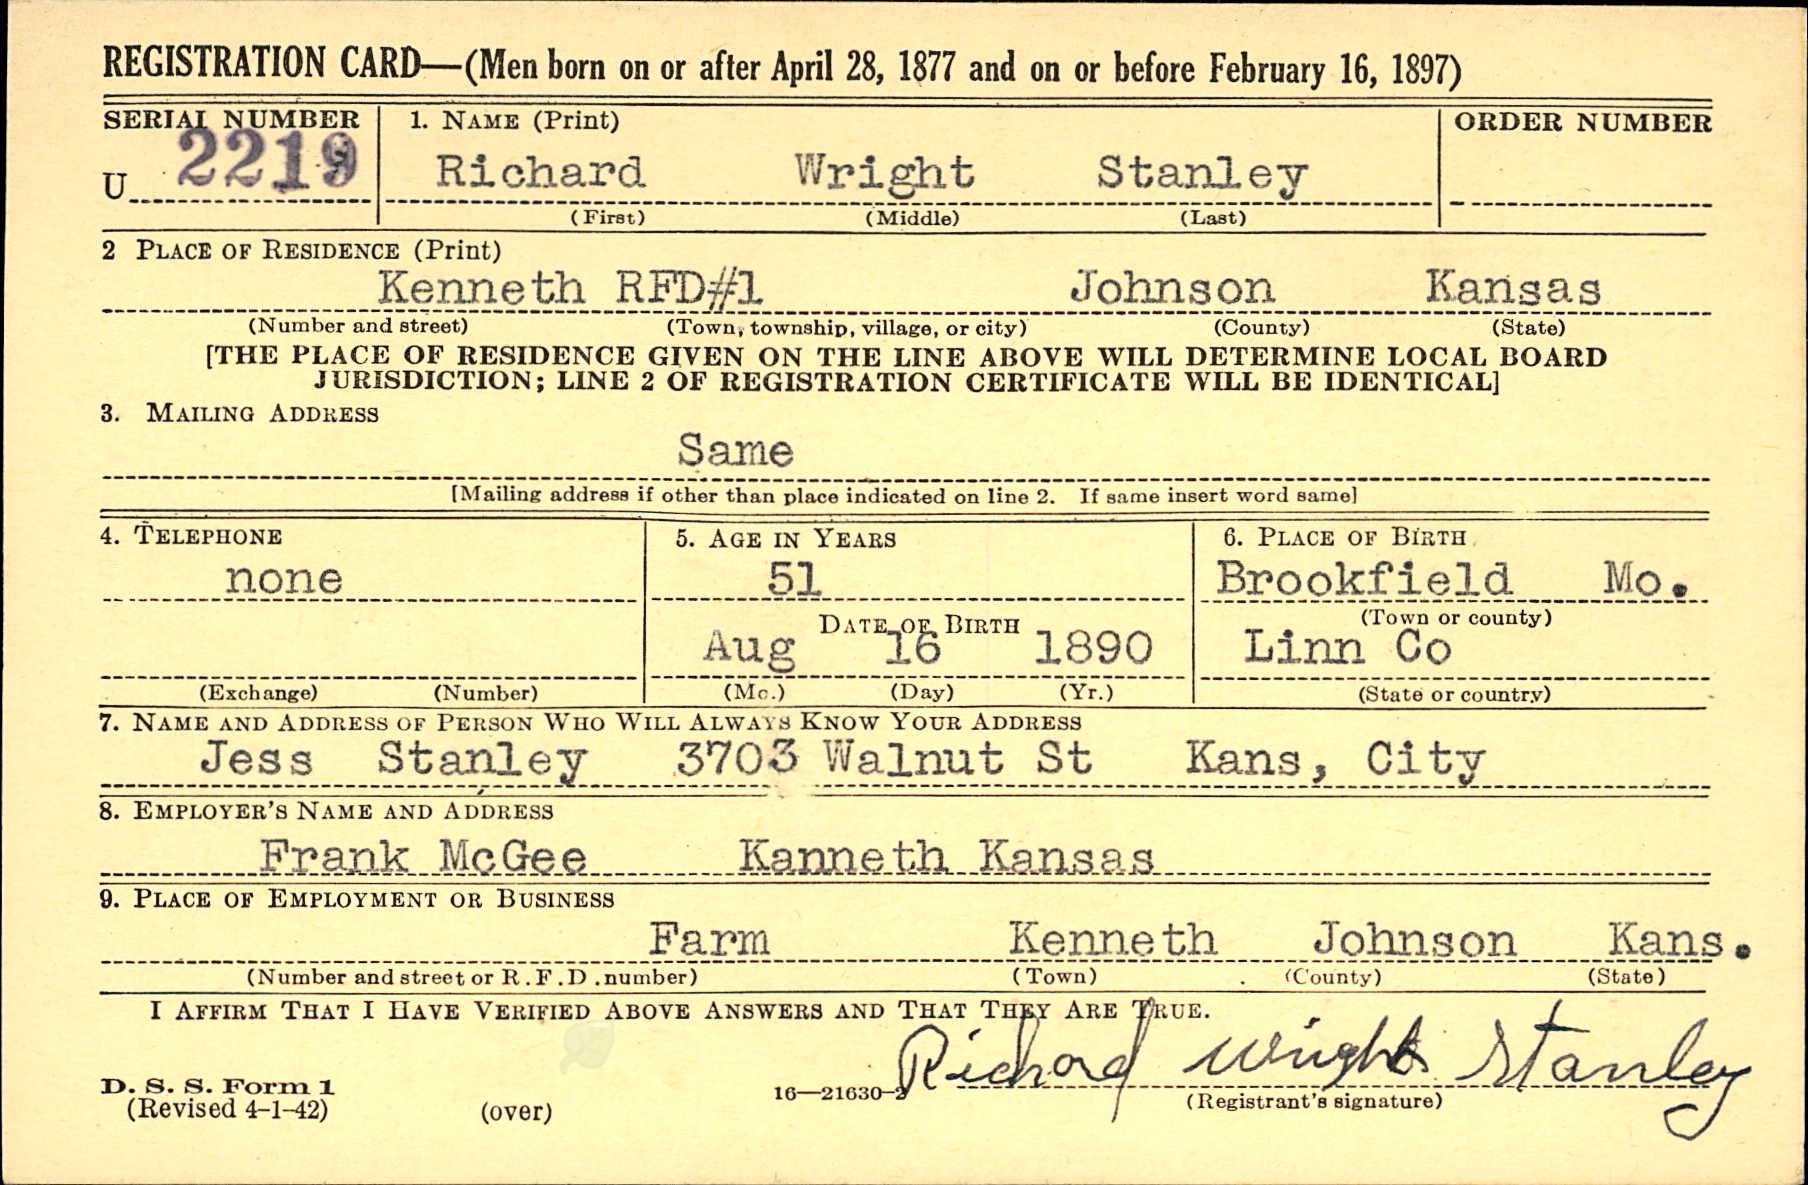 REGISTRATION CARD—(Men born on or after April 28, 1877 and on or before February 16, 1897)
SERIAL NUMBER 1. NAME (Print) ORDER NUMBER
U 2219 Richard Wright Stanley
(First) (Middle) (Last)
2 PLACE OF RESIDENCE (Print)
Kenneth RFD#1 Johnson Kansas
(Number and street) (Town, township, village, or city) (County) (State)
[THE PLACE OF RESIDENCE GIVEN ON THE LINE ABOVE WILL DETERMINE LOCAL BOARD
JURISDICTION; LINE 2 OF REGISTRATION CERTIFICATE WILL BE IDENTICAL]
3. MAILING ADDRESS
Same
[Mailing address if other than place indicated on line 2. If same insert word same]
4. TELEPHONE 5. AGE IN YEARS 6. PLACE OF BIRTH
none 51 Brookfield Mo.
DATE OF BIRTH (Town or county)
Aug 16 1890 Linn Co
(Exchange) (Number) (Mo.) (Day) (Yr.) (State or country)
7. NAME AND ADDRESS OF PERSON WHO WILL ALWAYS KNOW YOUR ADDRESS
Jess Stanley 3703 Walnut St Kans, City
8. EMPLOYER'S NAME AND ADDRESS
Frank McGee Kanneth Kansas
9. PLACE OF EMPLOYMENT OR BUSINESS
Farm Kenneth Johnson Kans.
(Number and street or R.F.D. number) (Town) (County) (State)
I AFFIRM THAT I HAVE VERIFIED ABOVE ANSWERS AND THAT THEY ARE TRUE.
Richard Wright Stanley
D. S. S. Form 1
(Revised 4-1-42) (over) 16—21630-2 (Registrant's signature)